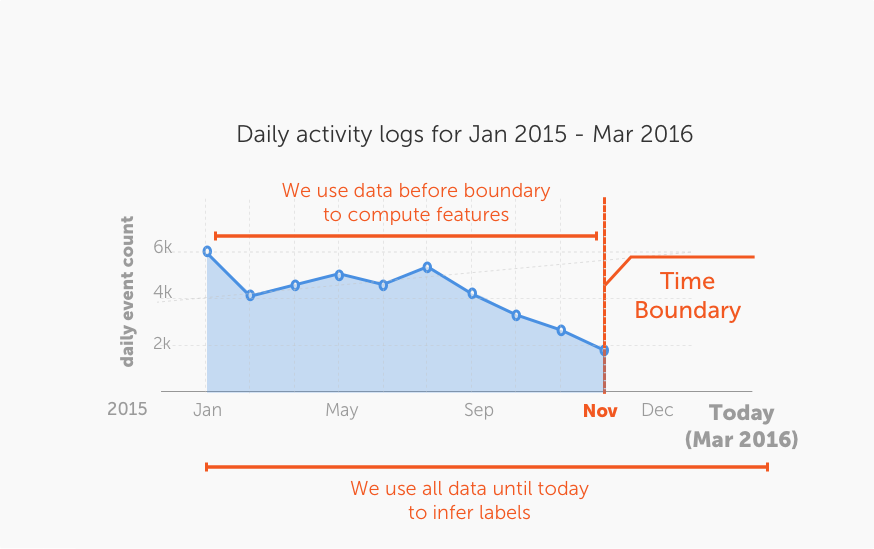 Daily activity logs for Jan 2015 - Mar 2016
We use data before boundary
to compute features
daily event count
6k
4k
2k
Time
Boundary
2015 Jan May Sep Nov Dec Today
(Mar 2016)
We use all data until today
to infer labels